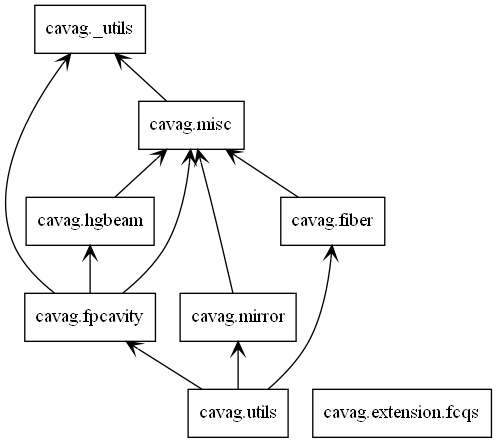 cavag._utils
cavag.misc
cavag.hgbeam
cavag.fiber
cavag.fpcavity
cavag.mirror
cavag.utils
cavag.extension.fcqs